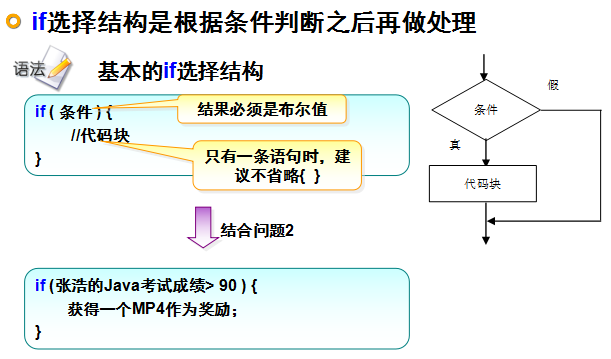 if选择结构是根据条件判断之后再做处理
语法
基本的if选择结构
if ( 条件 ) {
//代码块
}
结果必须是布尔值
只有一条语句时，建
议不省略{ }
结合问题2
if (张浩的Java考试成绩> 90 ) {
获得一个MP4作为奖励；
}
条件
假
真
代码块